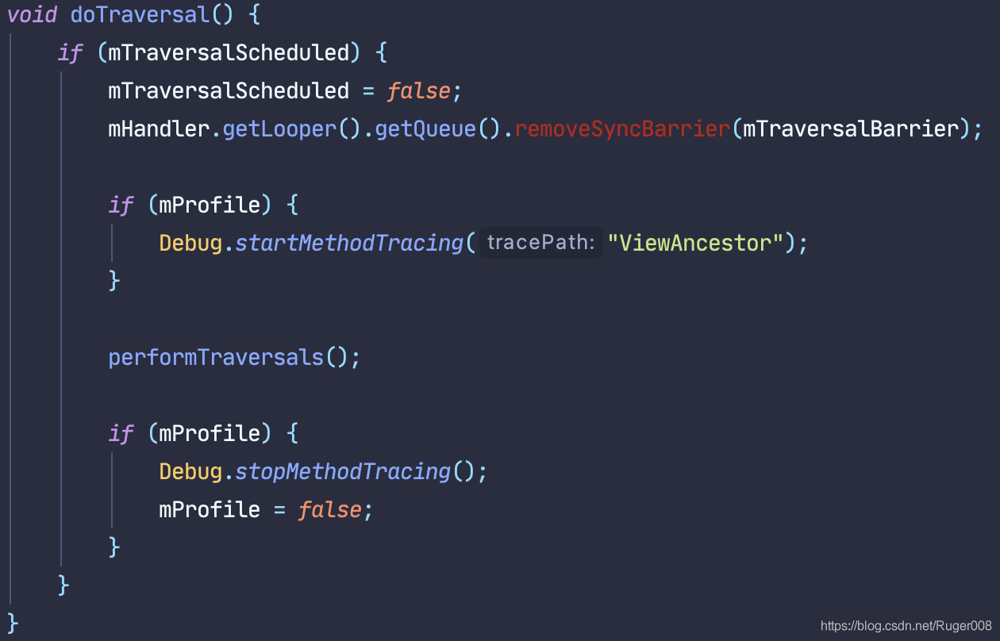 void doTraversal() {
    if (mTraversalScheduled) {
        mTraversalScheduled = false;
        mHandler.getLooper().getQueue().removeSyncBarrier(mTraversalBarrier);

        if (mProfile) {
            Debug.startMethodTracing( tracePath: "ViewAncestor");
        }

        performTraversals();

        if (mProfile) {
            Debug.stopMethodTracing();
            mProfile = false;
        }
    }
}
https://blog.csdn.net/Ruger008